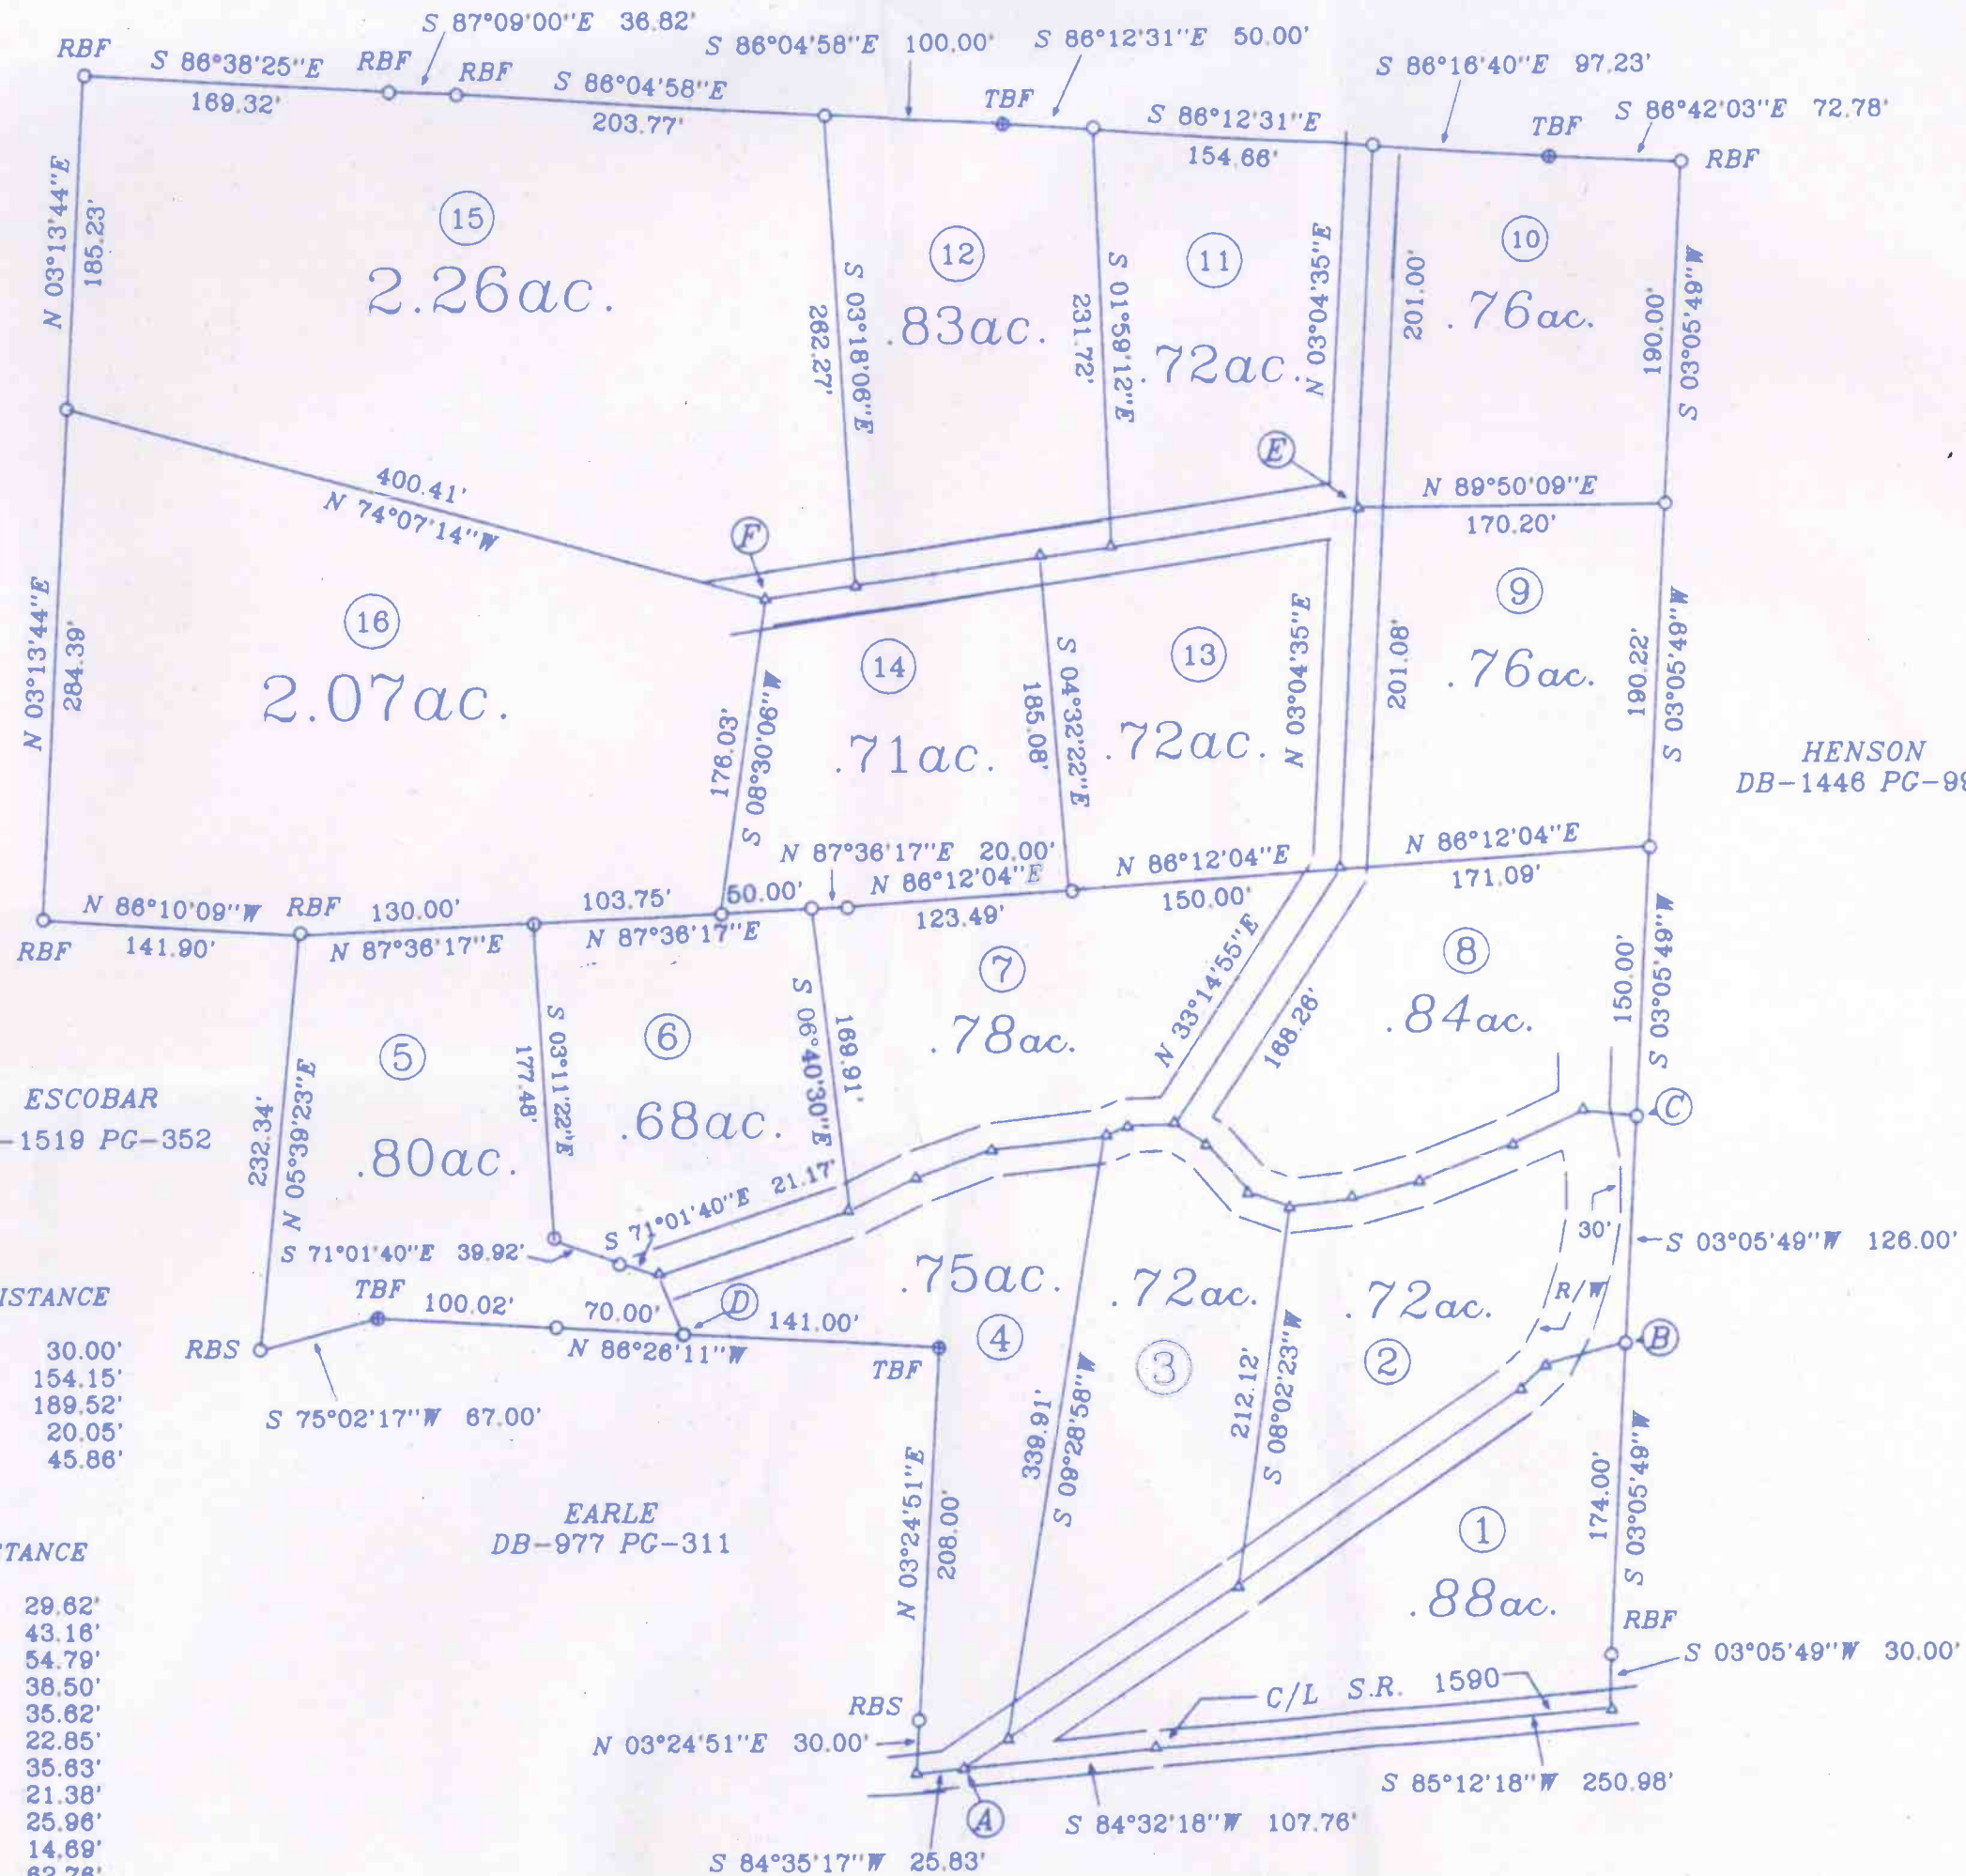 S 87°09'00"E 36.82'
S 86°04'58"E 100.00'
S 86°12'31"E 50.00'
S 86°16'40"E 97.23'
S 86°42'03"E 72.78'
RBF
S 86°38'25"E
169.32'
RBF
RBF
S 86°04'58"E
203.77'
TBF
S 86°12'31"E
154.66'
TBF
RBF
N 03°13'44"E
185.23'
15
2.26ac.
S 03°18'06"E
262.27'
12
.83ac.
S 01°59'12"E
231.72'
11
.72ac.
N 03°04'35"E
201.00'
10
.76ac.
190.00'
S 03°05'49"W
400.41'
N 74°07'14"W
F
E
N 89°50'09"E
170.20'
N 03°13'44"E
284.39'
16
2.07ac.
176.03'
S 08°30'06"W
14
.71ac.
S 04°32'22"E
185.08'
13
.72ac.
N 03°04'35"E
201.08'
9
.76ac.
190.22'
S 03°05'49"W
HENSON
DB-1446 PG-99
N 86°10'09"W
141.90'
RBF
RBF
130.00'
N 87°36'17"E
103.75'
N 87°36'17"E
50.00'
N 87°36'17"E 20.00'
N 86°12'04"E
123.49'
N 86°12'04"E
150.00'
N 86°12'04"E
171.09'
ESCOBAR
-1519 PG-352
232.34'
N 05°39'23"E
5
.80ac.
S 03°11'22"E
177.48'
6
.68ac.
S 06°40'30"E
169.91'
7
.78ac.
N 33°14'55"E
168.26'
8
.84ac.
150.00'
S 03°05'49"W
C
S 71°01'40"E 21.17'
S 71°01'40"E 39.92'
30'
S 03°05'49"W 126.00'
R/W
B
TBF
100.02'
70.00'
N 86°26'11"W
D
141.00'
TBF
RBS
S 75°02'17"W 67.00'
.75ac.
4
.72ac.
3
.72ac.
2
339.91'
S 09°28'58"W
212.12'
S 08°02'23"W
ISTANCE
30.00'
154.15'
189.52'
20.05'
45.86'
EARLE
DB-977 PG-311
N 03°24'51"E
208.00'
1
.88ac.
174.00'
S 03°05'49"W
RBF
S 03°05'49"W 30.00'
TANCE
29.62'
43.16'
54.79'
38.50'
35.62'
22.85'
35.63'
21.38'
25.96'
14.69'
62.76'
RBS
N 03°24'51"E 30.00'
C/L S.R. 1590
S 85°12'18"W 250.98'
A
S 84°32'18"W 107.76'
S 84°35'17"W 25.83'